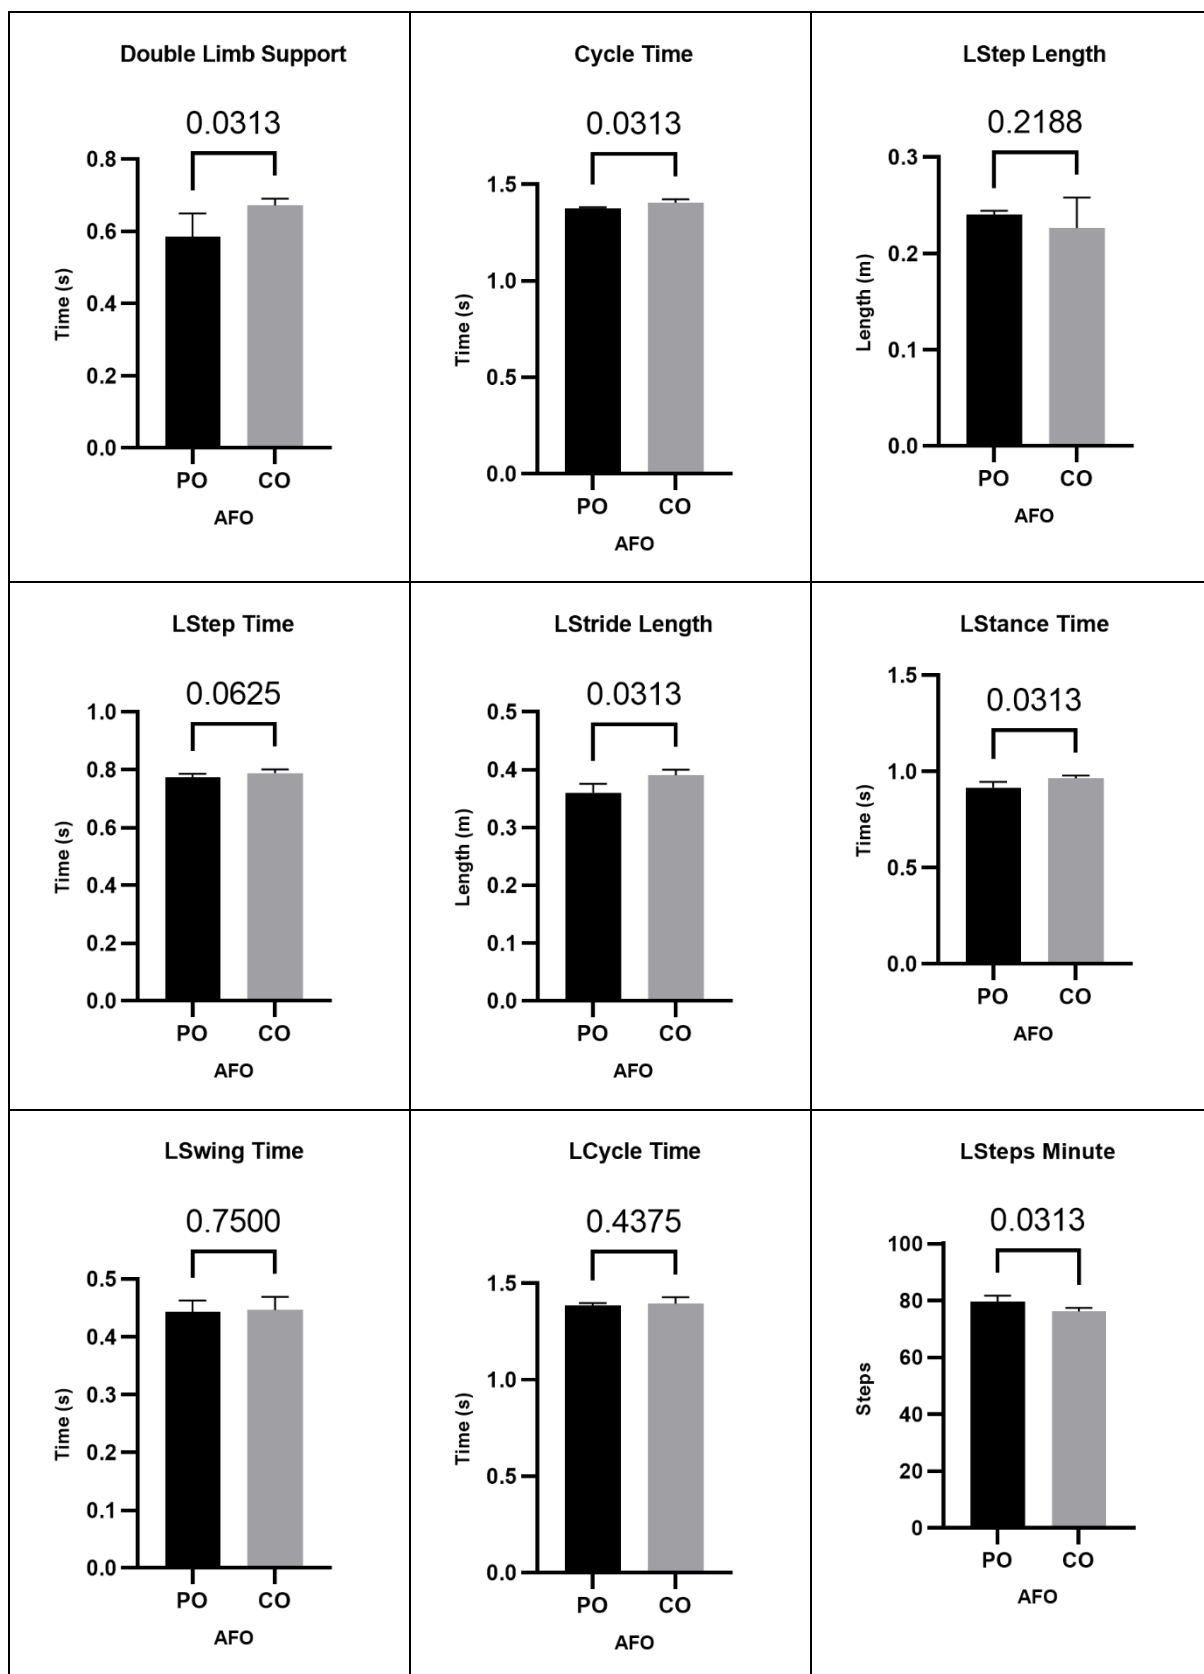 Double Limb Support
0.0313
0.8
0.6
0.4
0.2
0.0
Time (s)
PO CO
AFO
Cycle Time
0.0313
1.5
1.0
0.5
0.0
Time (s)
PO CO
AFO
LStep Length
0.2188
0.3
0.2
0.1
0.0
Length (m)
PO CO
AFO
LStep Time
0.0625
1.0
0.8
0.6
0.4
0.2
0.0
Time (s)
PO CO
AFO
LStride Length
0.0313
0.5
0.4
0.3
0.2
0.1
0.0
Length (m)
PO CO
AFO
LStance Time
0.0313
1.5
1.0
0.5
0.0
Time (s)
PO CO
AFO
LSwing Time
0.7500
0.5
0.4
0.3
0.2
0.1
0.0
Time (s)
PO CO
AFO
LCycle Time
0.4375
1.5
1.0
0.5
0.0
Time (s)
PO CO
AFO
LSteps Minute
0.0313
100
80
60
40
20
0
Steps
PO CO
AFO